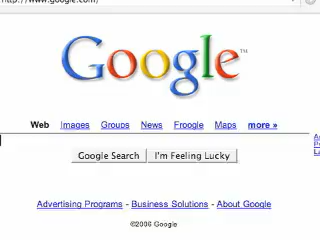 http://www.google.com/
Google™
Web Images Groups News Froogle Maps more »
Google Search I'm Feeling Lucky
Advertising Programs - Business Solutions - About Google
©2006 Google